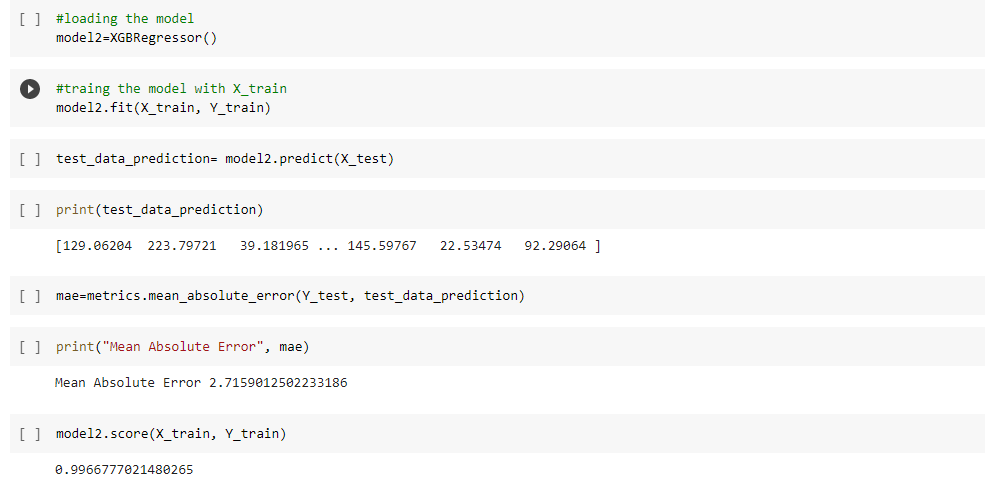 [ ] #loading the model
model2=XGBRegressor()
#traing the model with X_train
model2.fit(X_train, Y_train)
[ ] test_data_prediction= model2.predict(X_test)
[ ] print(test_data_prediction)
[129.06204  223.79721   39.181965 ... 145.59767   22.53474   92.29064 ]
[ ] mae=metrics.mean_absolute_error(Y_test, test_data_prediction)
[ ] print("Mean Absolute Error", mae)
Mean Absolute Error 2.7159012502233186
[ ] model2.score(X_train, Y_train)
0.9966777021480265